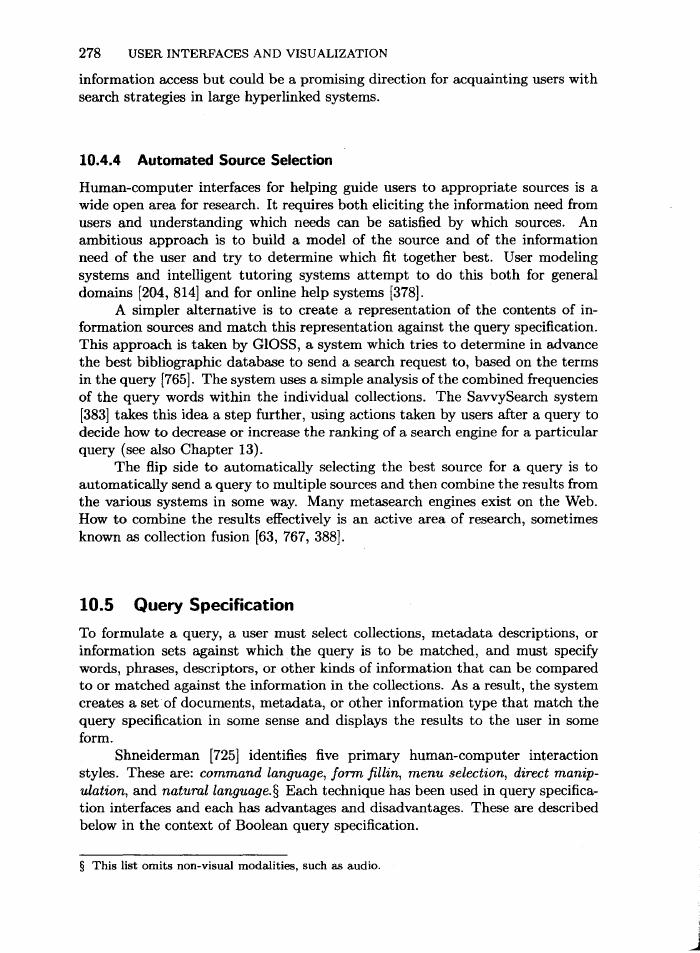 278 USER INTERFACES AND VISUALIZATION
information access but could be a promising direction for acquainting users with
search strategies in large hyperlinked systems.
10.4.4 Automated Source Selection
Human-computer interfaces for helping guide users to appropriate sources is a
wide open area for research. It requires both eliciting the information need from
users and understanding which needs can be satisfied by which sources. An
ambitious approach is to build a model of the source and of the information
need of the user and try to determine which fit together best. User modeling
systems and intelligent tutoring systems attempt to do this both for general
domains [204, 814] and for online help systems [378].
A simpler alternative is to create a representation of the contents of in-
formation sources and match this representation against the query specification.
This approach is taken by GlOSS, a system which tries to determine in advance
the best bibliographic database to send a search request to, based on the terms
in the query [765]. The system uses a simple analysis of the combined frequencies
of the query words within the individual collections. The SavvySearch system
[383] takes this idea a step further, using actions taken by users after a query to
decide how to decrease or increase the ranking of a search engine for a particular
query (see also Chapter 13).
The flip side to automatically selecting the best source for a query is to
automatically send a query to multiple sources and then combine the results from
the various systems in some way. Many metasearch engines exist on the Web.
How to combine the results effectively is an active area of research, sometimes
known as collection fusion [63, 767, 388].
10.5 Query Specification
To formulate a query, a user must select collections, metadata descriptions, or
information sets against which the query is to be matched, and must specify
words, phrases, descriptors, or other kinds of information that can be compared
to or matched against the information in the collections. As a result, the system
creates a set of documents, metadata, or other information type that match the
query specification in some sense and displays the results to the user in some
form.
Shneiderman [725] identifies five primary human-computer interaction
styles. These are: command language, form fillin, menu selection, direct manip-
ulation, and natural language.§ Each technique has been used in query specifica-
tion interfaces and each has advantages and disadvantages. These are described
below in the context of Boolean query specification.
§ This list omits non-visual modalities, such as audio.